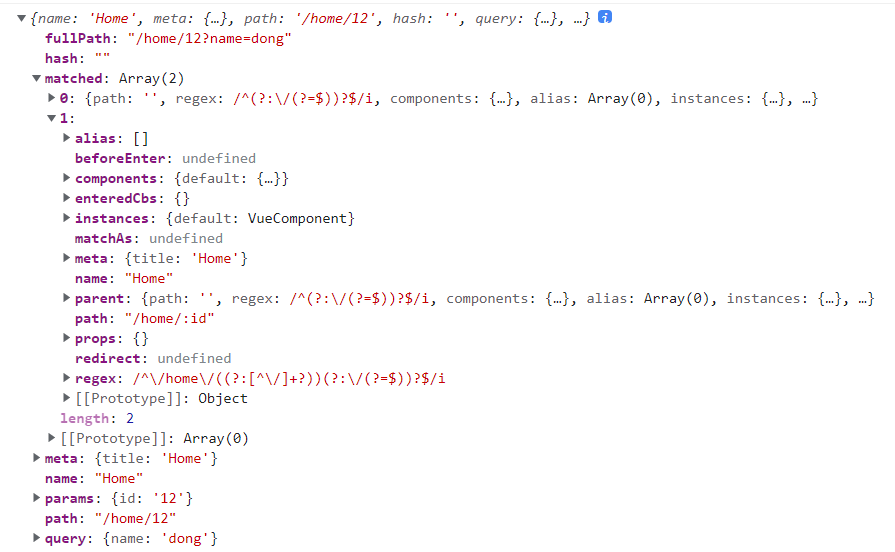 {name: 'Home', meta: {…}, path: '/home/12', hash: '', query: {…}, …} i
fullPath: "/home/12?name=dong"
hash: ""
matched: Array(2)
0: {path: '', regex: /^(?:\/(?=$))?$/i, components: {…}, alias: Array(0), instances: {…}, …}
1:
alias: []
beforeEnter: undefined
components: {default: {…}}
enteredCbs: {}
instances: {default: VueComponent}
matchAs: undefined
meta: {title: 'Home'}
name: "Home"
parent: {path: '', regex: /^(?:\/(?=$))?$/i, components: {…}, alias: Array(0), instances: {…}, …}
path: "/home/:id"
props: {}
redirect: undefined
regex: /^\/home\/((?:[^\/]+?))(?:\/(?=$))?$/i
[[Prototype]]: Object
length: 2
[[Prototype]]: Array(0)
meta: {title: 'Home'}
name: "Home"
params: {id: '12'}
path: "/home/12"
query: {name: 'dong'}